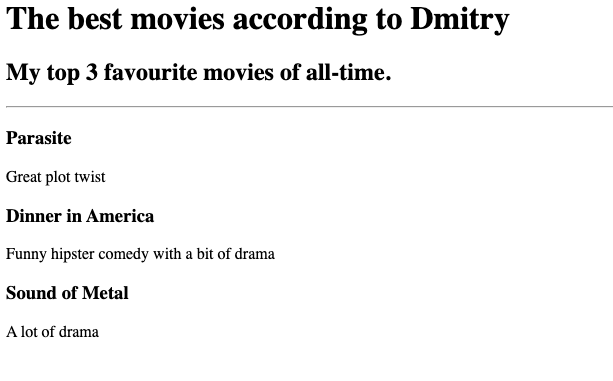 The best movies according to Dmitry
My top 3 favourite movies of all-time.
Parasite
Great plot twist
Dinner in America
Funny hipster comedy with a bit of drama
Sound of Metal
A lot of drama